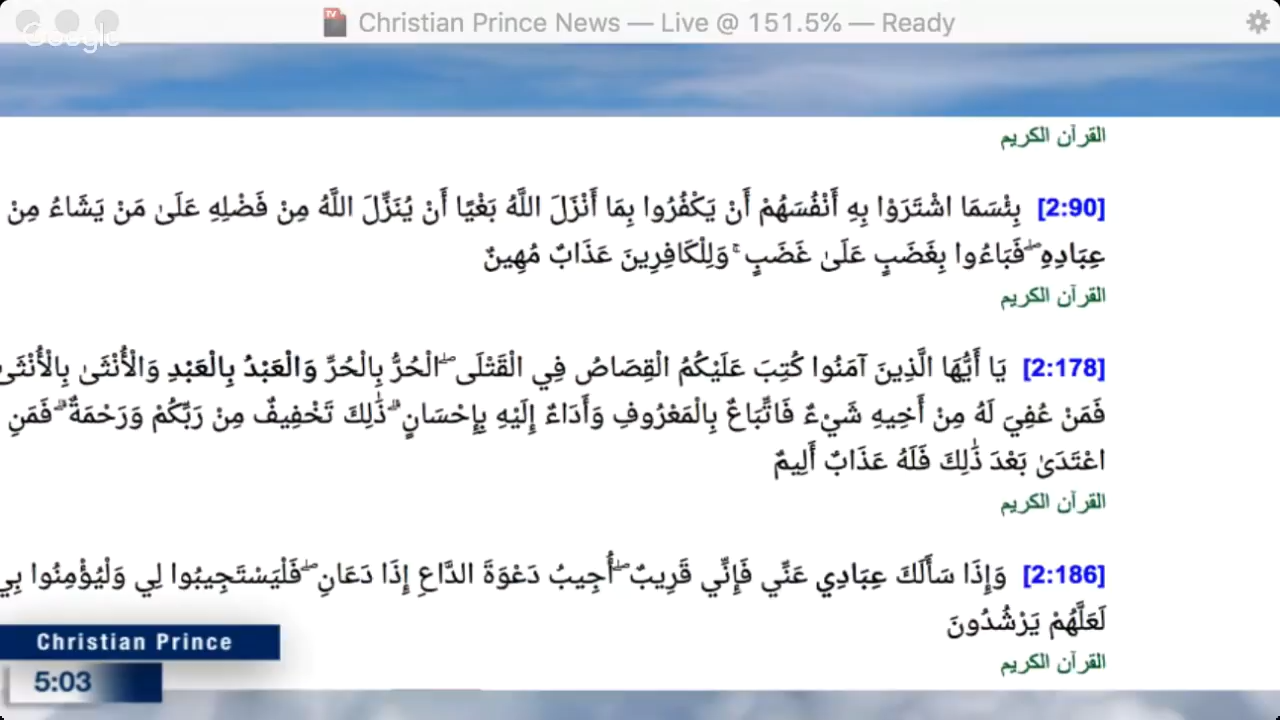 Christian Prince News — Live @ 151.5% — Ready
Google
القرآن الكريم
[2:90] بِئْسَمَا اشْتَرَوْا بِهِ أَنْفُسَهُمْ أَنْ يَكْفُرُوا بِمَا أَنْزَلَ اللَّهُ بَغْيًا أَنْ يُنَزِّلَ اللَّهُ مِنْ فَضْلِهِ عَلَىٰ مَنْ يَشَاءُ مِنْ
عِبَادِهِ ۖ فَبَاءُوا بِغَضَبٍ عَلَىٰ غَضَبٍ ۚ وَلِلْكَافِرِينَ عَذَابٌ مُهِينٌ
القرآن الكريم
[2:178] يَا أَيُّهَا الَّذِينَ آمَنُوا كُتِبَ عَلَيْكُمُ الْقِصَاصُ فِي الْقَتْلَى ۖ الْحُرُّ بِالْحُرِّ وَالْعَبْدُ بِالْعَبْدِ وَالْأُنْثَىٰ بِالْأُنْثَىٰ
فَمَنْ عُفِيَ لَهُ مِنْ أَخِيهِ شَيْءٌ فَاتِّبَاعٌ بِالْمَعْرُوفِ وَأَدَاءٌ إِلَيْهِ بِإِحْسَانٍ ۗ ذَٰلِكَ تَخْفِيفٌ مِنْ رَبِّكُمْ وَرَحْمَةٌ ۗ فَمَنِ
اعْتَدَىٰ بَعْدَ ذَٰلِكَ فَلَهُ عَذَابٌ أَلِيمٌ
القرآن الكريم
[2:186] وَإِذَا سَأَلَكَ عِبَادِي عَنِّي فَإِنِّي قَرِيبٌ ۖ أُجِيبُ دَعْوَةَ الدَّاعِ إِذَا دَعَانِ ۖ فَلْيَسْتَجِيبُوا لِي وَلْيُؤْمِنُوا بِي
لَعَلَّهُمْ يَرْشُدُونَ
القرآن الكريم
Christian Prince
5:03